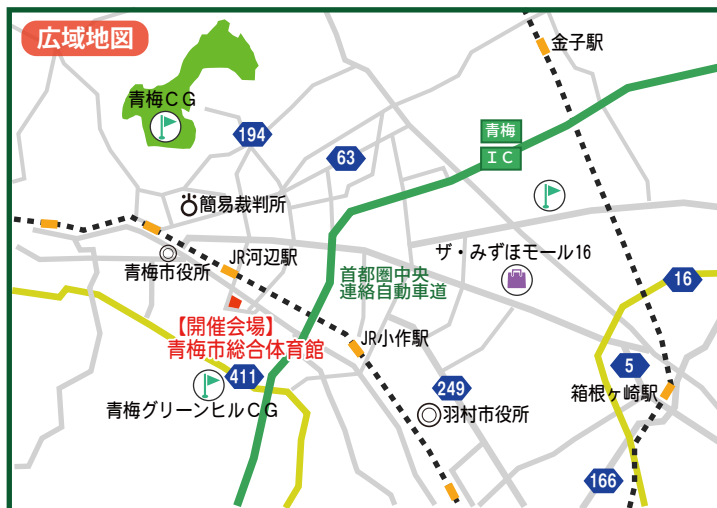 広域地図
金子駅
青梅ＣＧ
194
63
青梅
ＩＣ
簡易裁判所
青梅市役所
JR河辺駅
ザ・みずほモール16
首都圏中央
連絡自動車道
16
【開催会場】
青梅市総合体育館
JR小作駅
411
5
249
箱根ヶ崎駅
青梅グリーンヒルＣＧ
羽村市役所
166